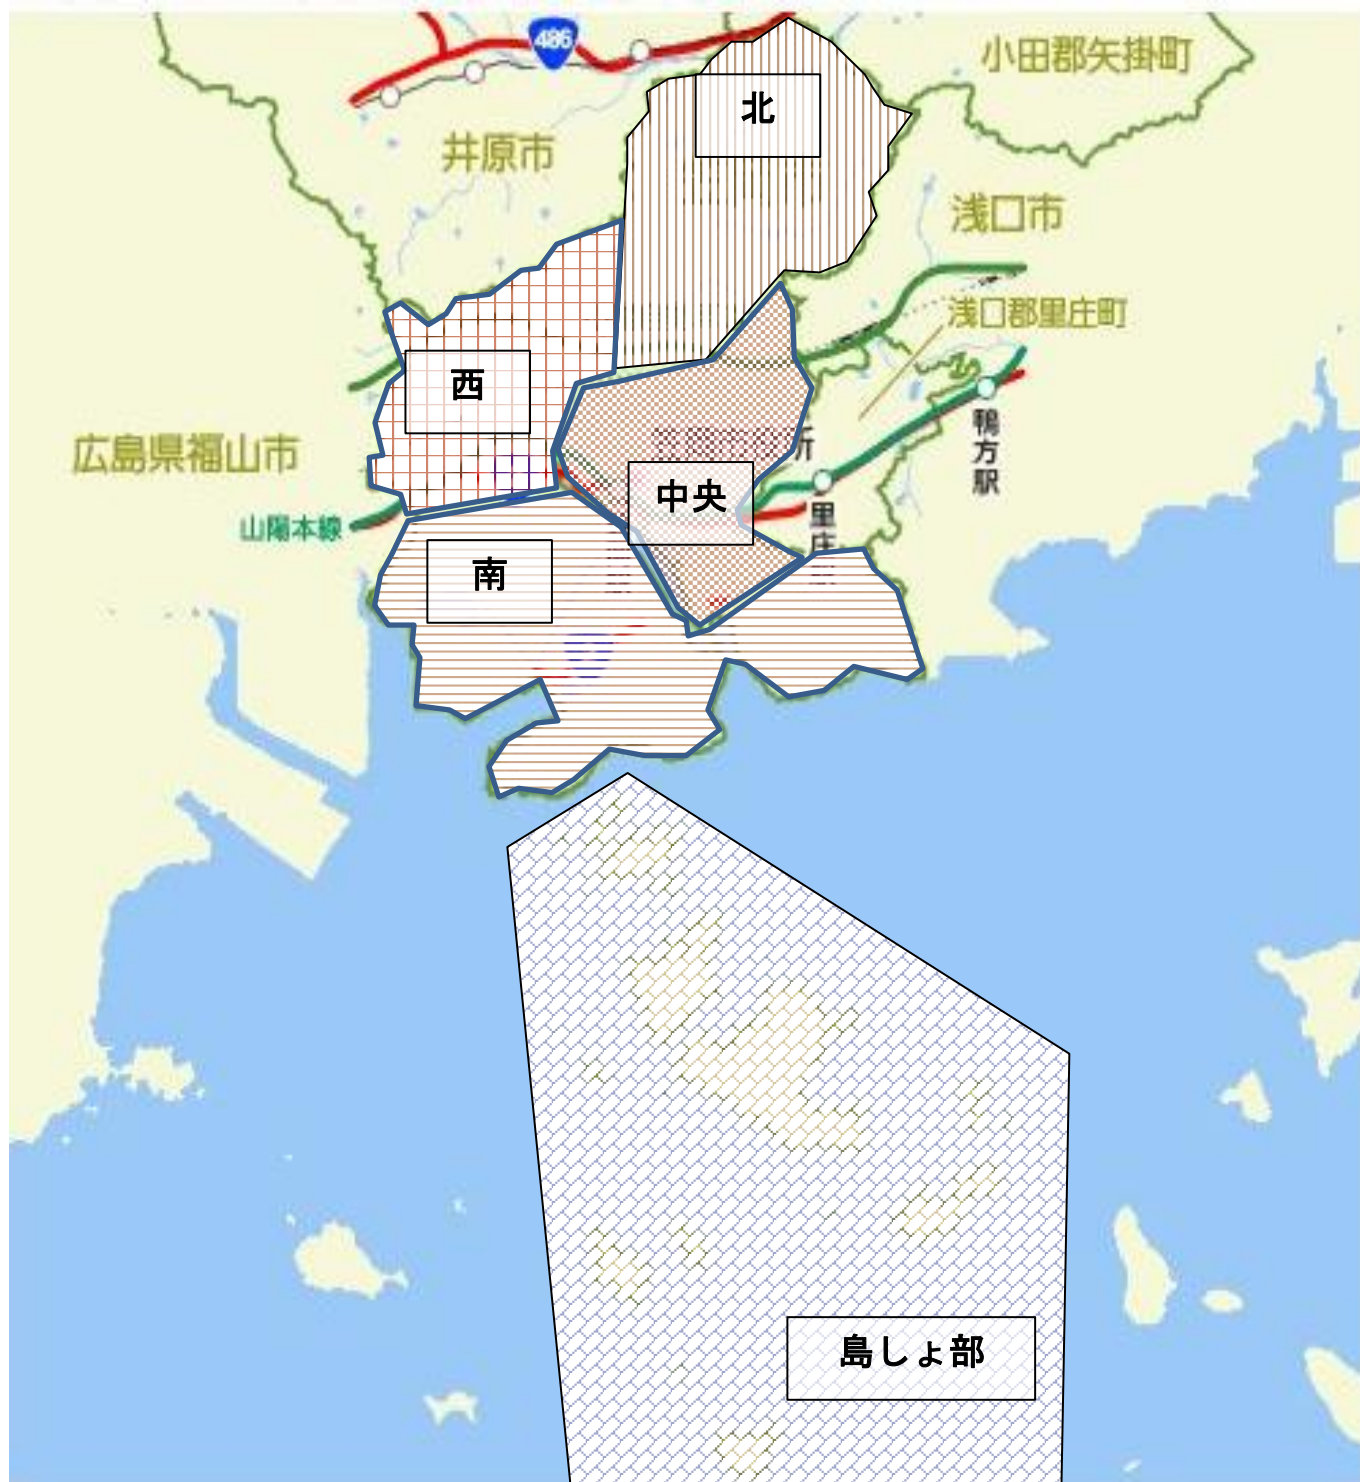 486
小田郡矢掛町
北
井原市
浅口市
浅口郡里庄町
西
鴨方駅
広島県福山市
所
中央
山陽本線
里庄
南
島しょ部